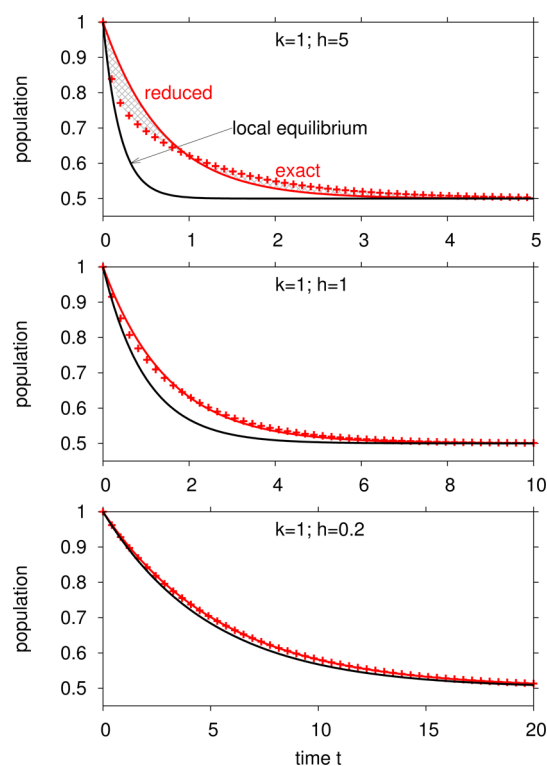 k=1; h=5
1
0.9
0.8
0.7
0.6
0.5
population
reduced
local equilibrium
exact
0 1 2 3 4 5
k=1; h=1
1
0.9
0.8
0.7
0.6
0.5
population
0 2 4 6 8 10
k=1; h=0.2
1
0.9
0.8
0.7
0.6
0.5
population
0 5 10 15 20
time t